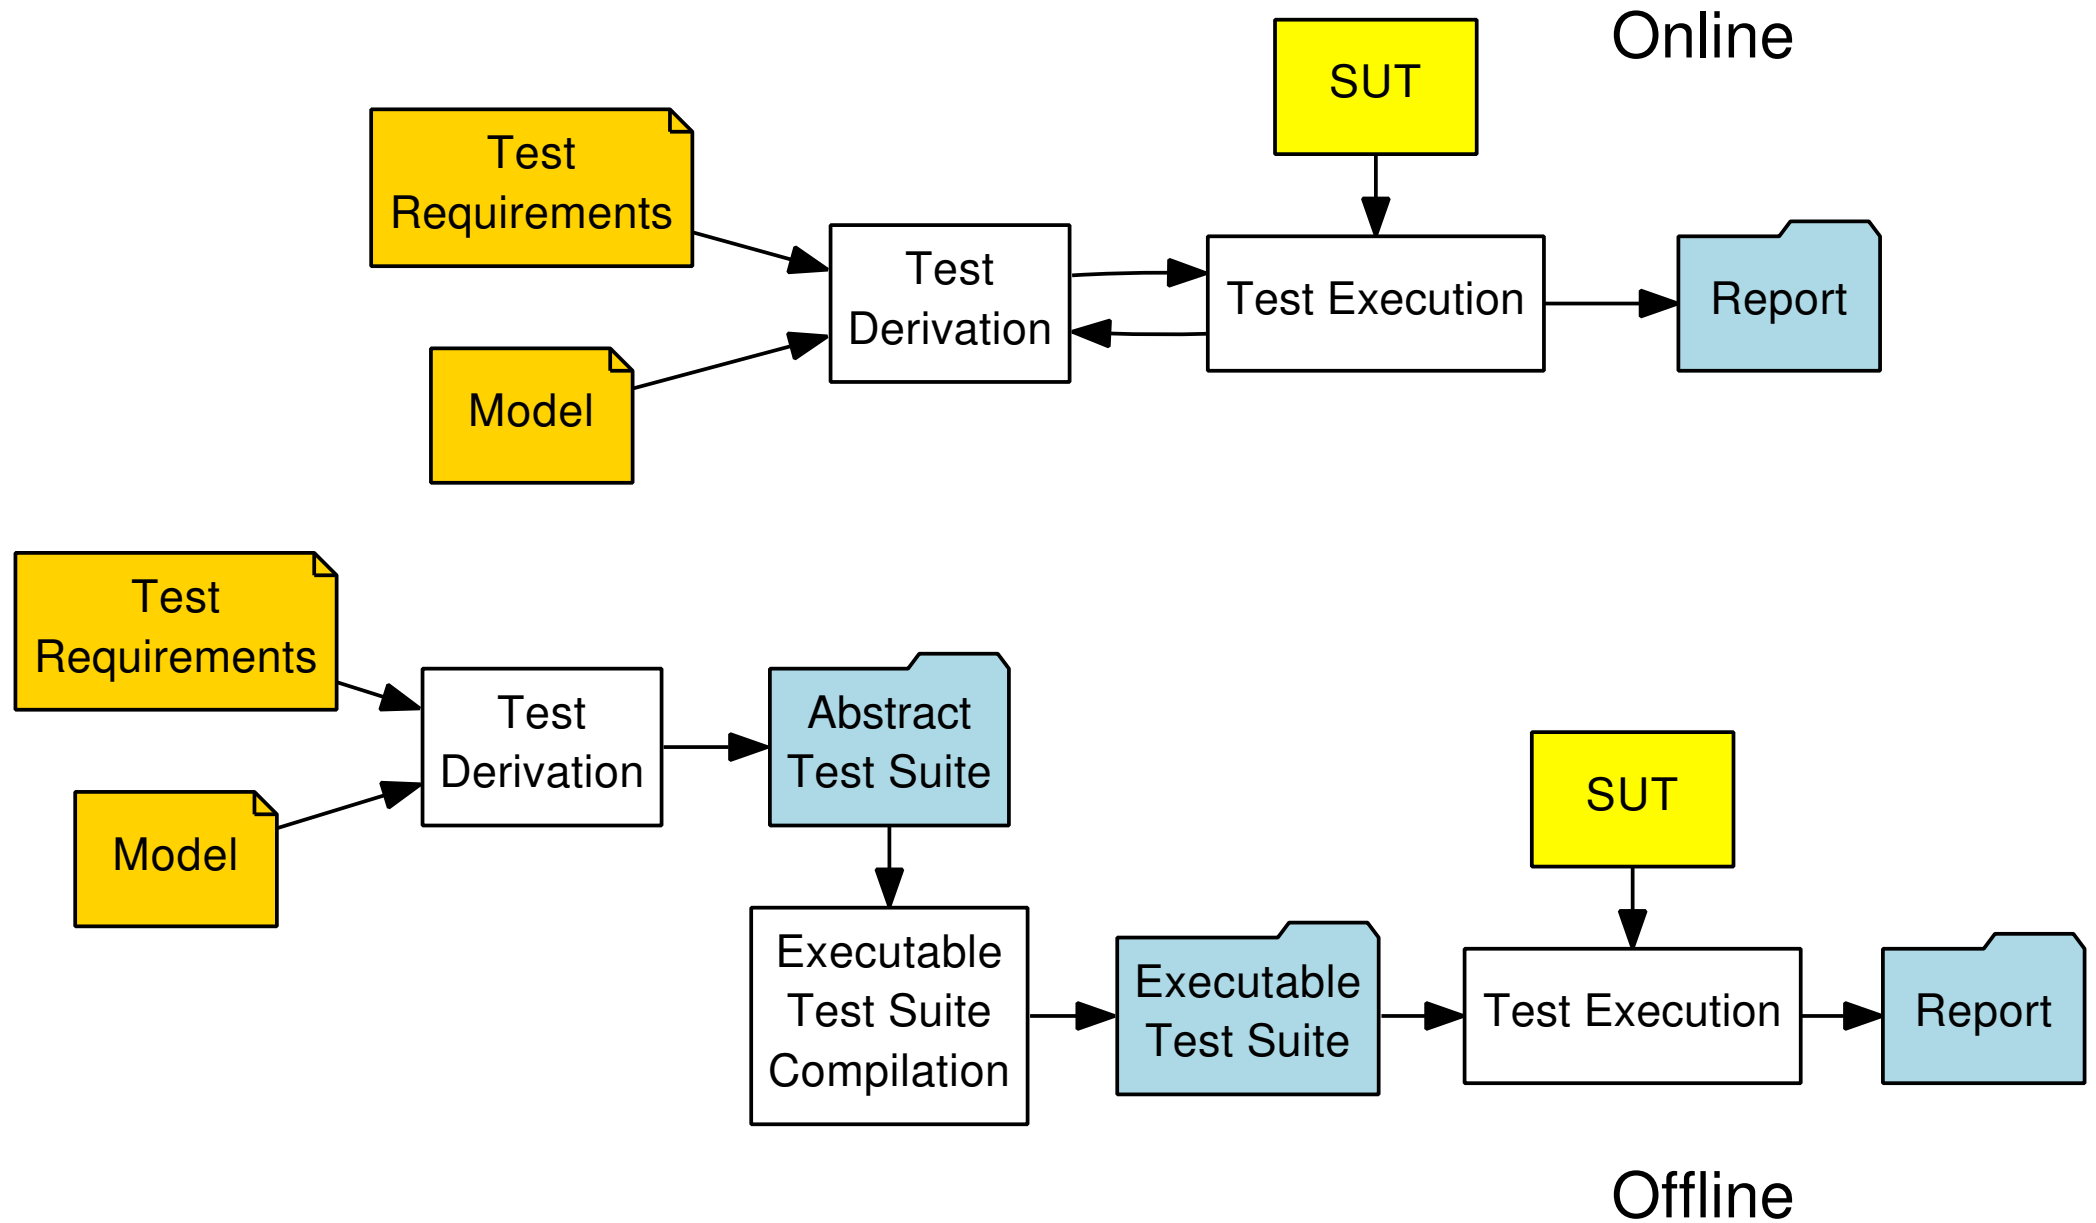 Online
SUT
Test
Requirements
Test
Derivation
Test Execution
Report
Model
Test
Requirements
Test
Derivation
Abstract
Test Suite
SUT
Model
Executable
Test Suite
Compilation
Executable
Test Suite
Test Execution
Report
Offline